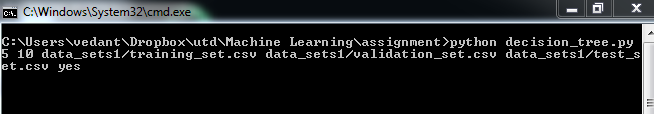 C:\Windows\System32\cmd.exe
C:\Users\vedant\Dropbox\utd\Machine Learning\assignment>python decision_tree.py
5 10 data_sets1/training_set.csv data_sets1/validation_set.csv data_sets1/test_s
et.csv yes